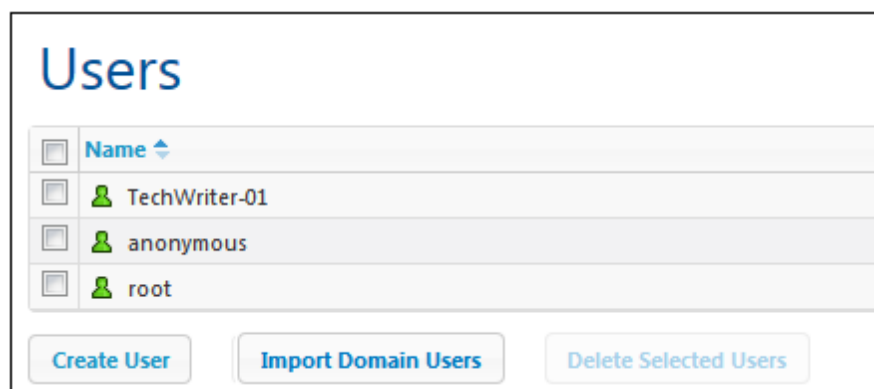 Users
Name
TechWriter-01
anonymous
root
Create User Import Domain Users Delete Selected Users